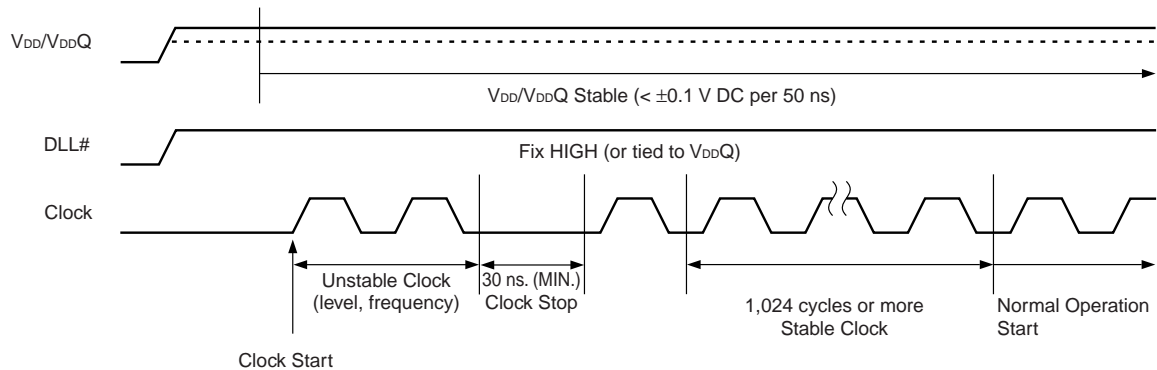 VDD/VDDQ
VDD/VDDQ Stable (< ±0.1 V DC per 50 ns)
DLL#
Fix HIGH (or tied to VDDQ)
Clock
Unstable Clock
(level, frequency)
30 ns. (MIN.)
Clock Stop
1,024 cycles or more
Stable Clock
Normal Operation
Start
Clock Start